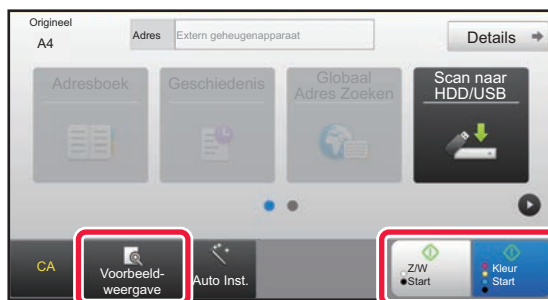 Origineel
A4
Adres
Extern geheugenapparaat
Details
Adresboek
Geschiedenis
Globaal
Adres Zoeken
Scan naar
HDD/USB
CA
Voorbeeld-
weergave
Auto Inst.
Z/W
Start
Kleur
Start